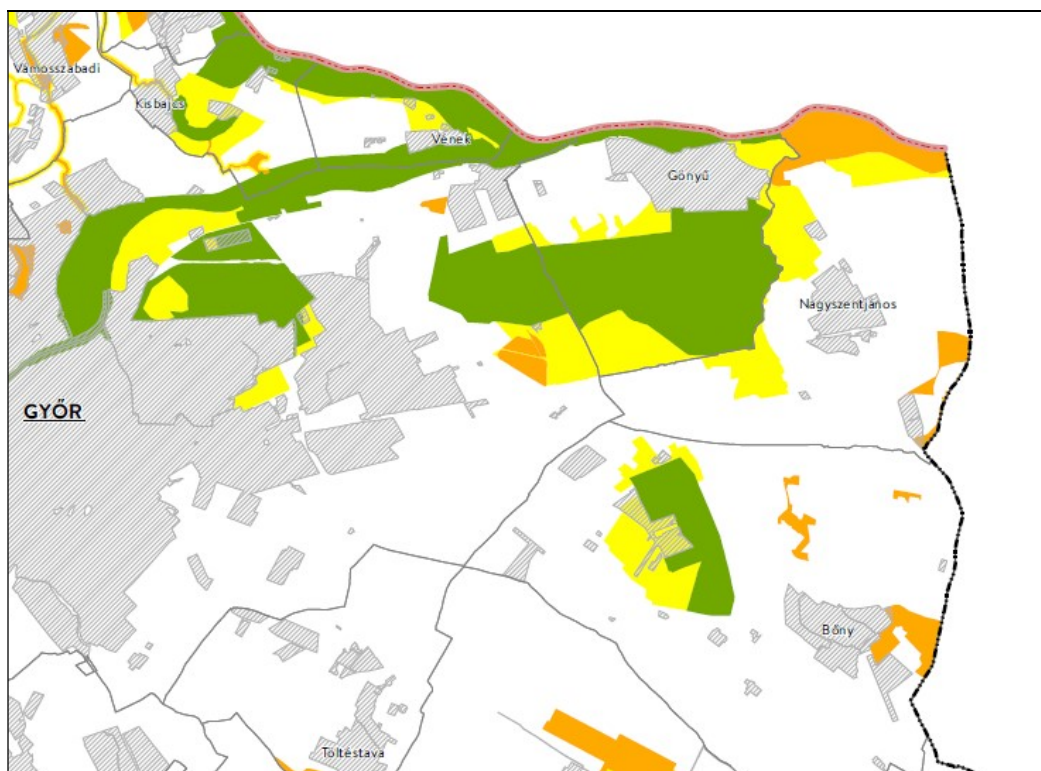 Vámosszabadi
Kisbajcs
Vének
Gönyű
Nagyszentjános
GYŐR
Bőny
Töltéstava